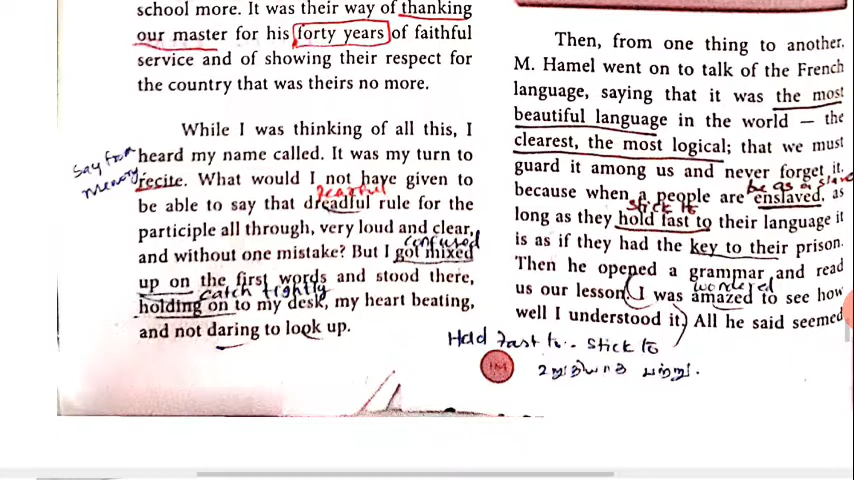 school more. It was their way of thanking
our master for his forty years of faithful
service and of showing their respect for
the country that was theirs no more.
While I was thinking of all this, I
Say from
memory
heard my name called. It was my turn to
recite. What would I not have given to
fearful
be able to say that dreadful rule for the
participle all through, very loud and clear,
confused
and without one mistake? But I got mixed
up on the first words and stood there,
catch tightly
holding on to my desk, my heart beating,
and not daring to look up.
Then, from one thing to another,
M. Hamel went on to talk of the French
language, saying that it was the most
beautiful language in the world — the
clearest, the most logical; that we must
guard it among us and never forget it,
be as a slave
because when a people are enslaved, as
stick to
long as they hold fast to their language it
is as if they had the key to their prison.
Then he opened a grammar and read
wondered
us our lesson. I was amazed to see how
well I understood it. All he said seemed
Hold fast to - stick to
உறுதியாக பற்று.